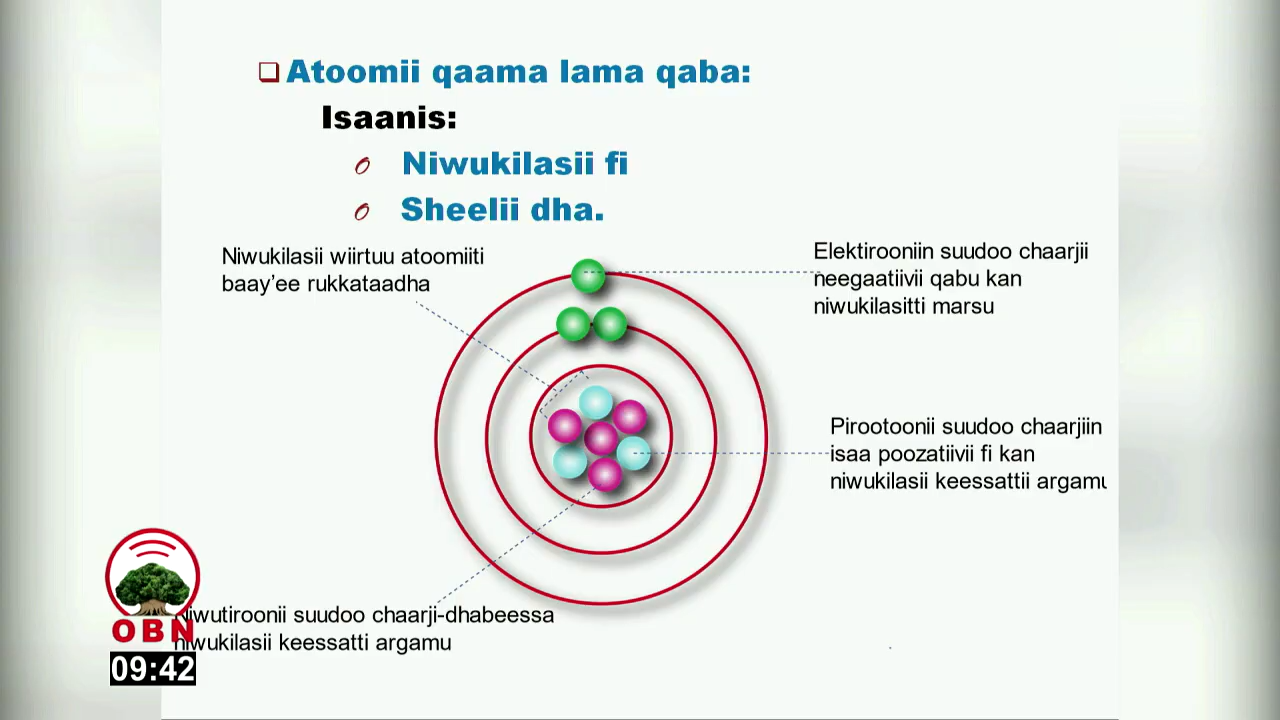 Atoomii qaama lama qaba:
Isaanis:
Niwukilasii fi
Sheelii dha.
Niwukilasii wiirtuu atoomiiti
baay'ee rukkataadha
Elektirooniin suudoo chaarjii
neegaatiivii qabu kan
niwukilasitti marsu
Pirootoonii suudoo chaarjiin
isaa poozatiivii fi kan
niwukilasii keessattii argamu
Niwutiroonii suudoo chaarji-dhabeessa
niwukilasii keessatti argamu
OBN
09:42